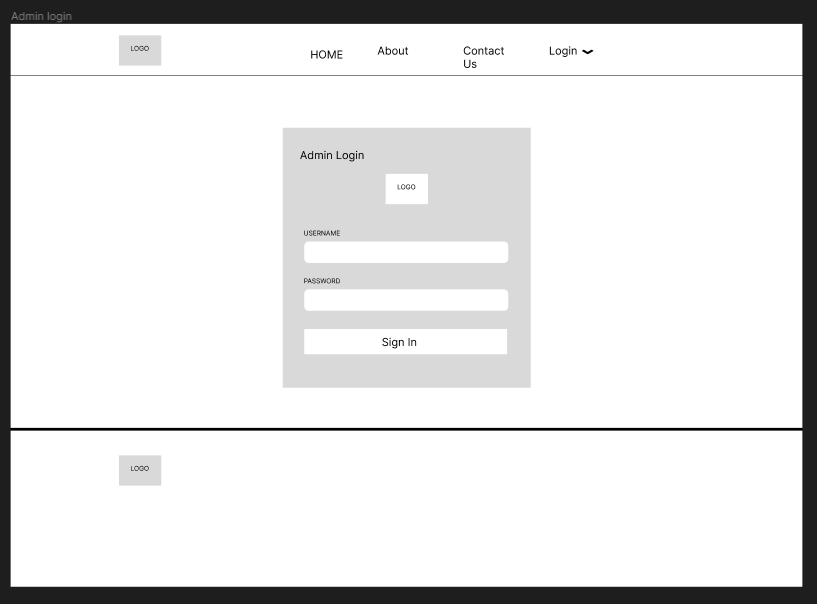 Admin login
LOGO
HOME
About
Contact
Us
Login
Admin Login
LOGO
USERNAME
PASSWORD
Sign In
LOGO